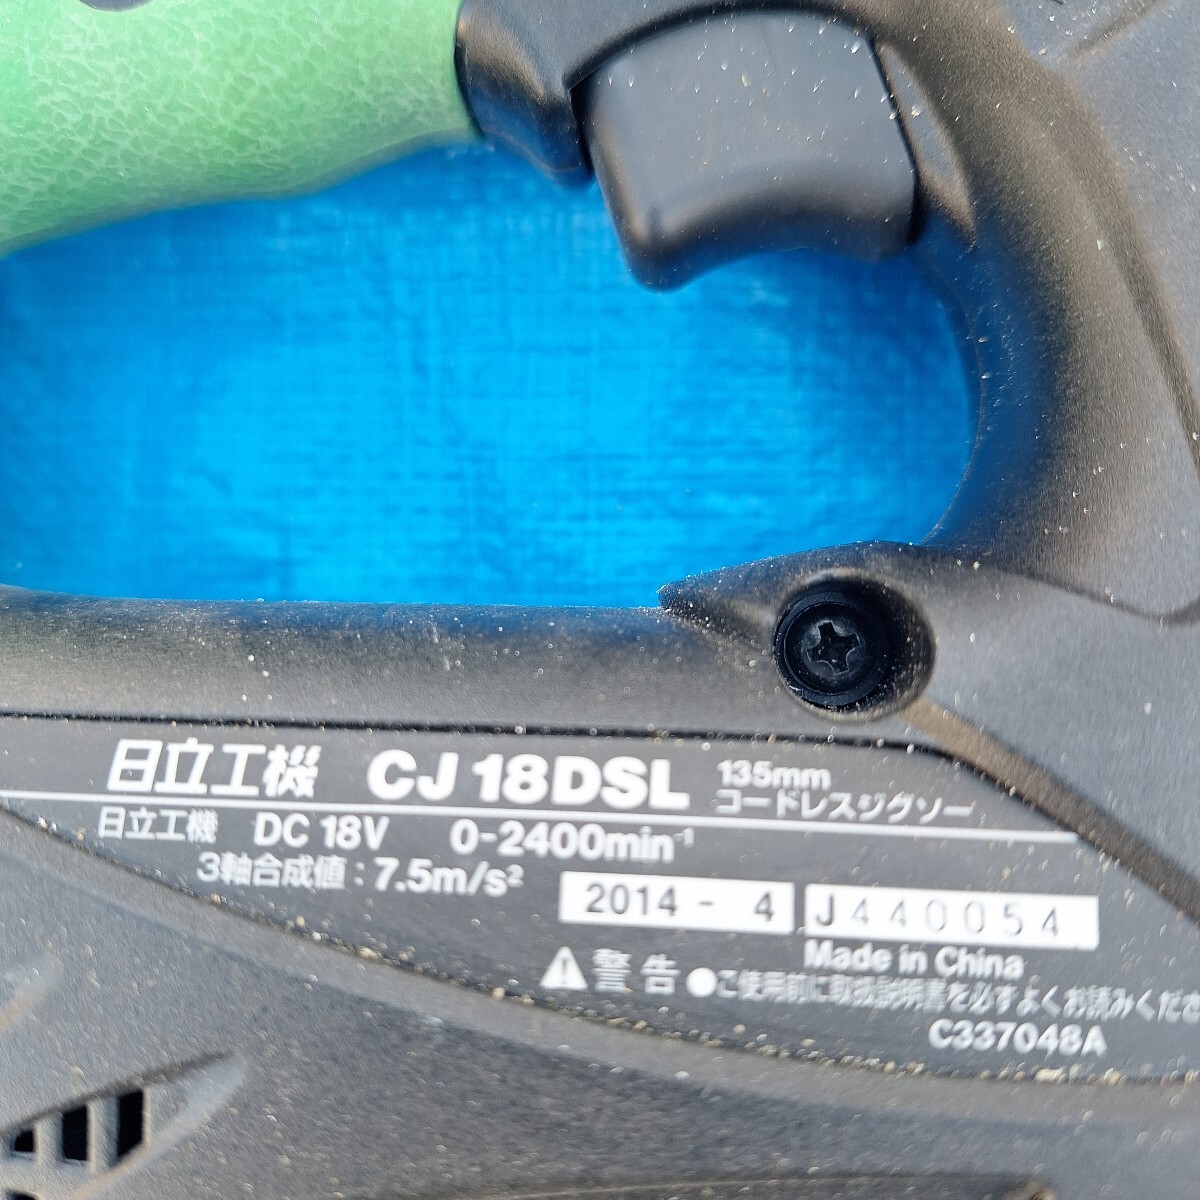 日立工機 CJ 18DSL 135mm
コードレスジグソー
日立工機 DC 18V 0-2400min⁻¹
3軸合成値：7.5m/s²
2014 - 4 J440054
Made in China
⚠警告 ●ご使用前に取扱説明書を必ずよくお読みくださ
C337048A